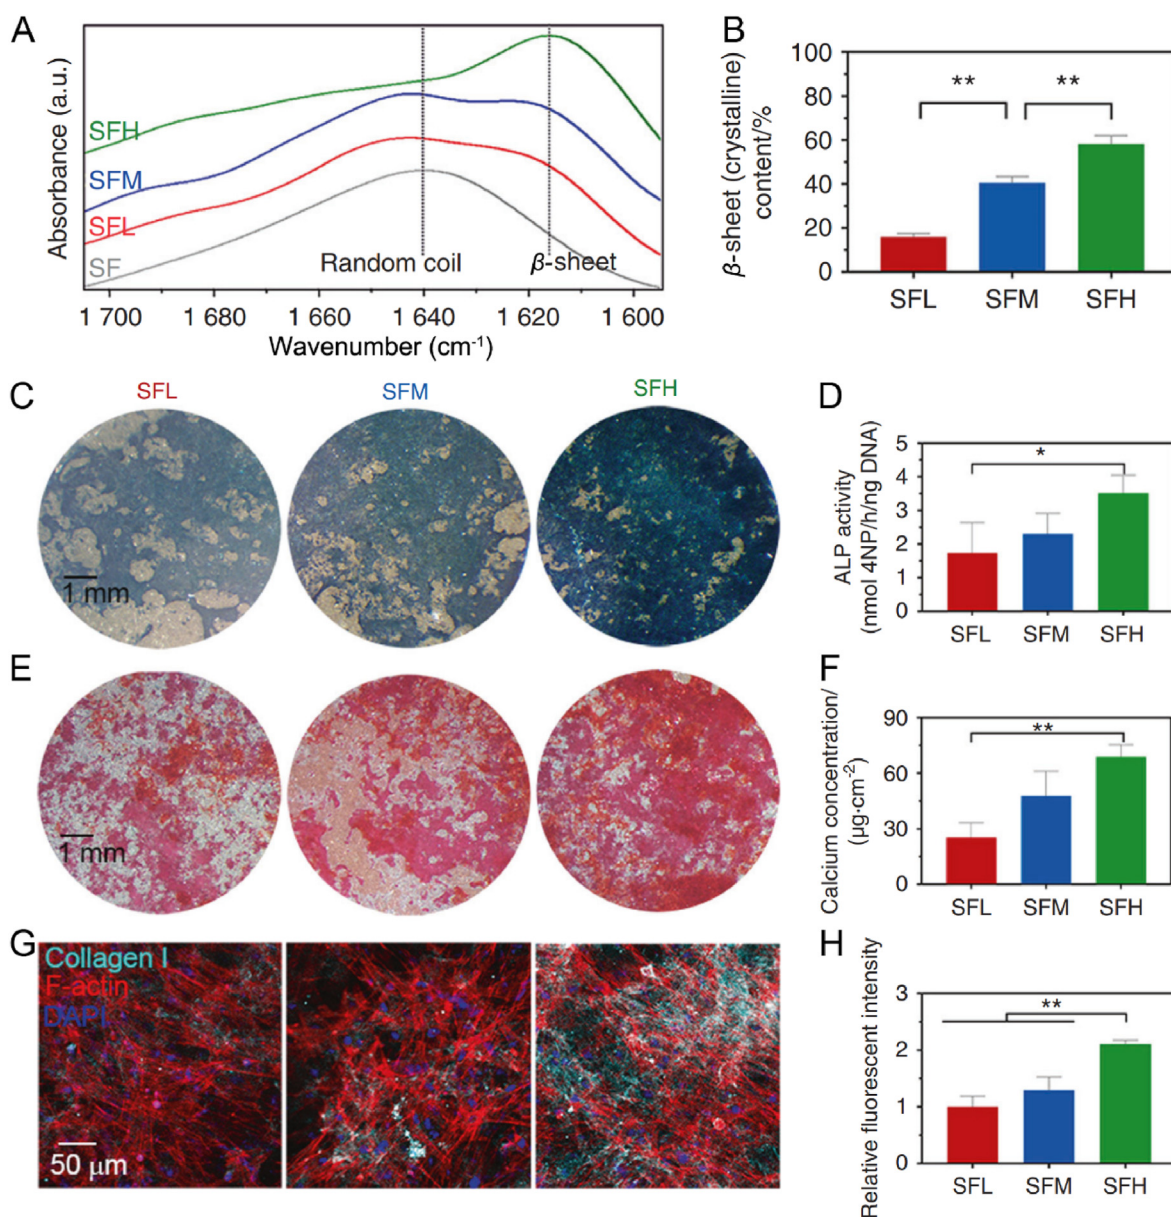 A
Absorbance (a.u.)
SFH
SFM
SFL
SF
Random coil
β-sheet
1 700 1 680 1 660 1 640 1 620 1 600
Wavenumber (cm⁻¹)
B
β-sheet (crystalline)
content/%
100
80
60
40
20
0
** **
SFL SFM SFH
C
SFL SFM SFH
1 mm
D
ALP activity
(nmol 4NP/h/ng DNA)
5
4
3
2
1
0
*
SFL SFM SFH
E
1 mm
F
Calcium concentration/
(μg·cm⁻²)
90
60
30
0
**
SFL SFM SFH
G
Collagen I
F-actin
DAPI
50 μm
H
Relative fluorescent intensity
3
2
1
0
**
SFL SFM SFH